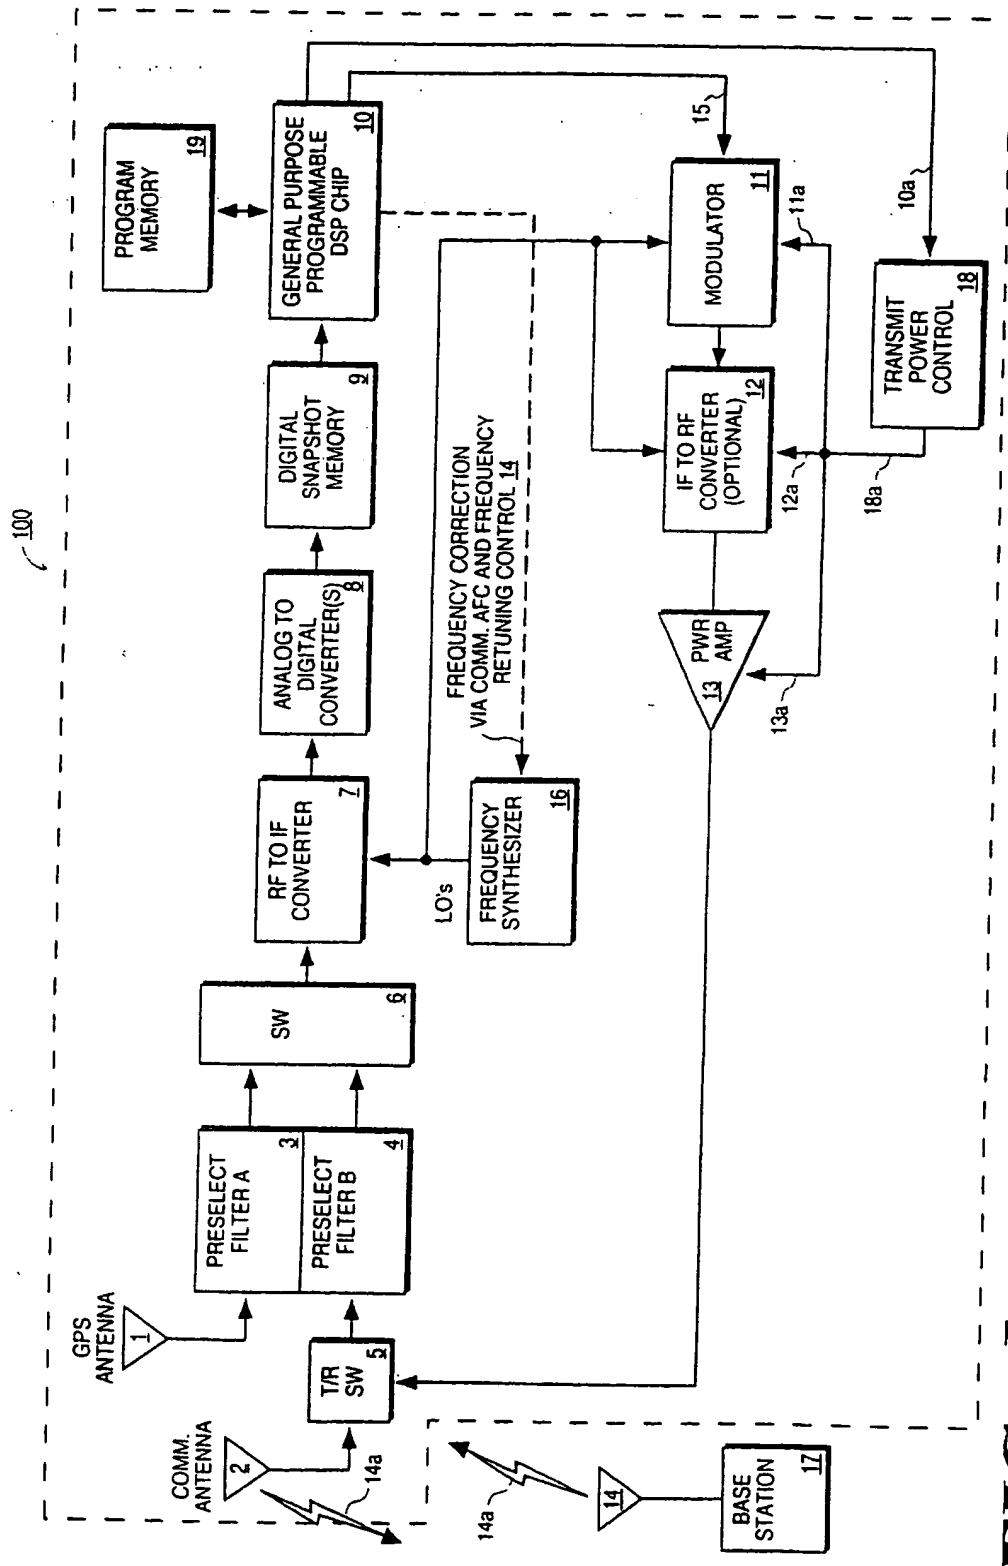 100
GPS
ANTENNA
1
COMM.
ANTENNA
2
14a
T/R
SW
5
PRESELECT
FILTER A
3
PRESELECT
FILTER B
4
SW
6
RF TO IF
CONVERTER
7
ANALOG TO
DIGITAL
CONVERTER(S)
8
DIGITAL
SNAPSHOT
MEMORY
9
GENERAL PURPOSE
PROGRAMMABLE
DSP CHIP
10
PROGRAM
MEMORY
19
LO's
FREQUENCY
SYNTHESIZER
16
FREQUENCY CORRECTION
VIA COMM. AFC AND FREQUENCY
RETUNING CONTROL 14
15
MODULATOR
11
11a
IF TO RF
CONVERTER
(OPTIONAL)
12
12a
PWR
AMP
13
13a
10a
TRANSMIT
POWER
CONTROL
18
18a
14a
14
BASE
STATION
17